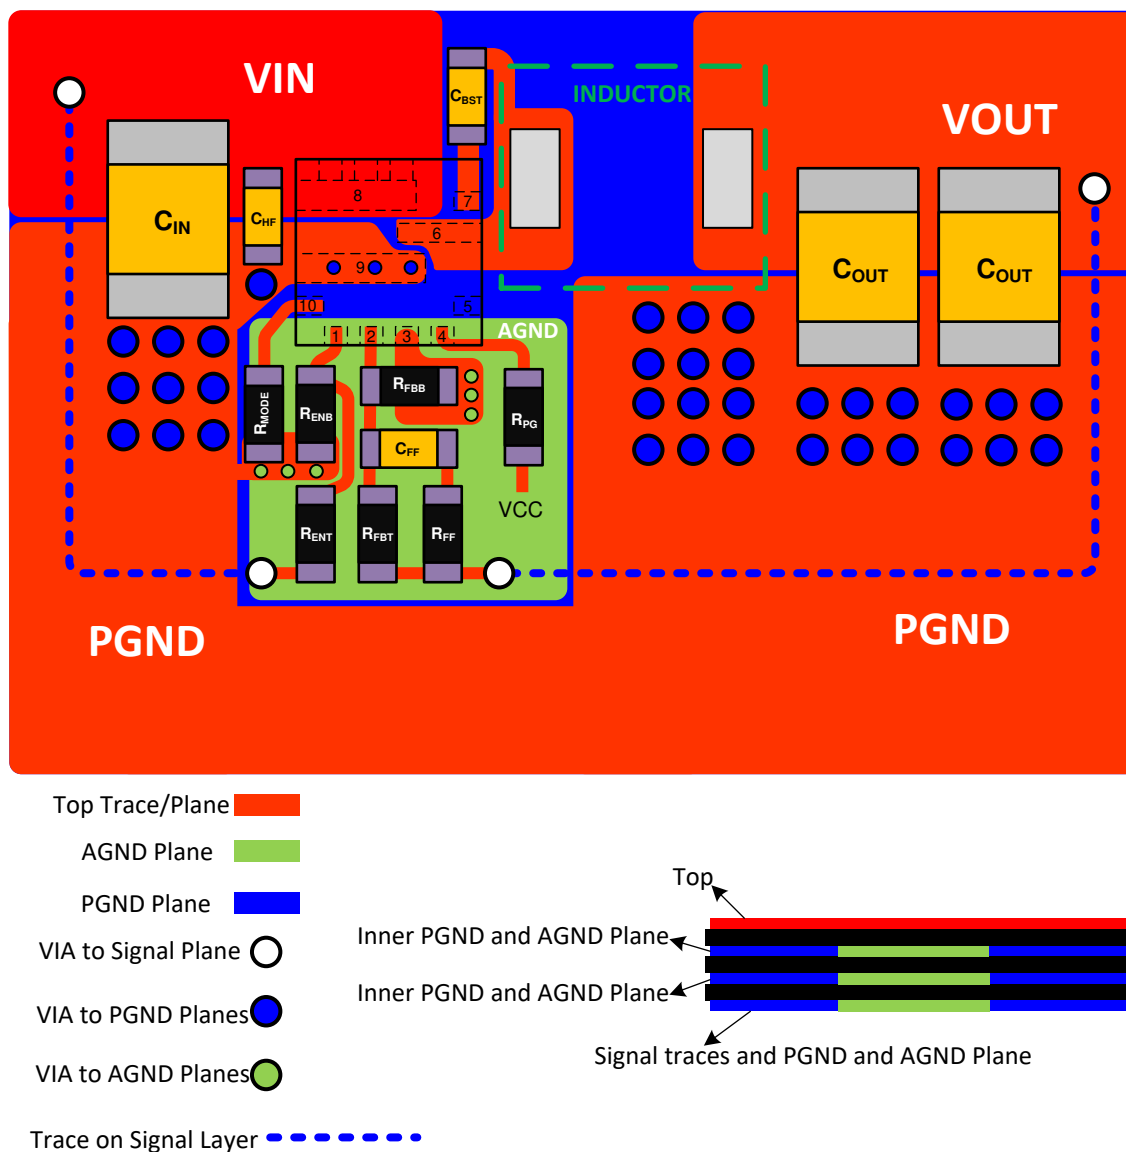 VIN
INDUCTOR
VOUT
CBST
CIN
CHF
8
7
6
9
10
5
1
2
3
4
AGND
COUT
COUT
RMODE
RENB
RFBB
RPG
CFF
VCC
RENT
RFBT
RFF
PGND
PGND
Top Trace/Plane
AGND Plane
PGND Plane
VIA to Signal Plane
VIA to PGND Planes
VIA to AGND Planes
Trace on Signal Layer
Top
Inner PGND and AGND Plane
Inner PGND and AGND Plane
Signal traces and PGND and AGND Plane